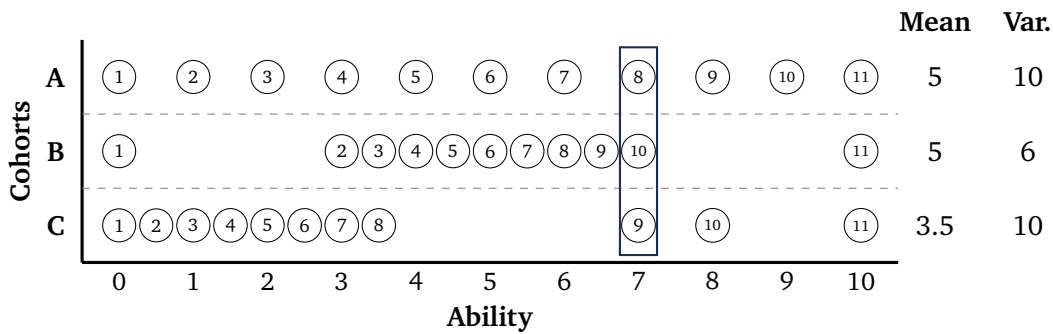 Mean Var.
A 1 2 3 4 5 6 7 8 9 10 11 5 10
B 1 2 3 4 5 6 7 8 9 10 11 5 6
C 1 2 3 4 5 6 7 8 9 10 11 3.5 10
Cohorts
0 1 2 3 4 5 6 7 8 9 10
Ability